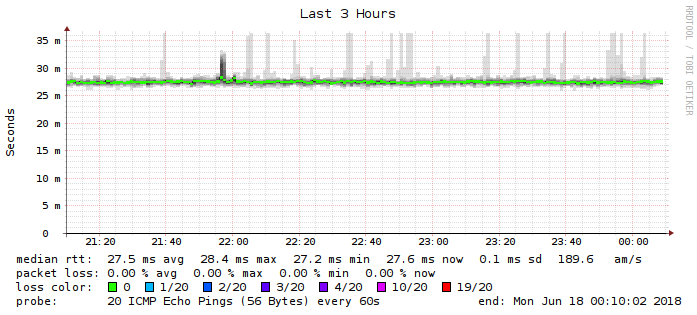 Last 3 Hours
RRDTOOL / TOBI OETIKER
Seconds
35 m
30 m
25 m
20 m
15 m
10 m
5 m
0
21:20 21:40 22:00 22:20 22:40 23:00 23:20 23:40 00:00
median rtt: 27.5 ms avg 28.4 ms max 27.2 ms min 27.6 ms now 0.1 ms sd 189.6 am/s
packet loss: 0.00 % avg 0.00 % max 0.00 % min 0.00 % now
loss color: 0 1/20 2/20 3/20 4/20 10/20 19/20
probe: 20 ICMP Echo Pings (56 Bytes) every 60s end: Mon Jun 18 00:10:02 2018